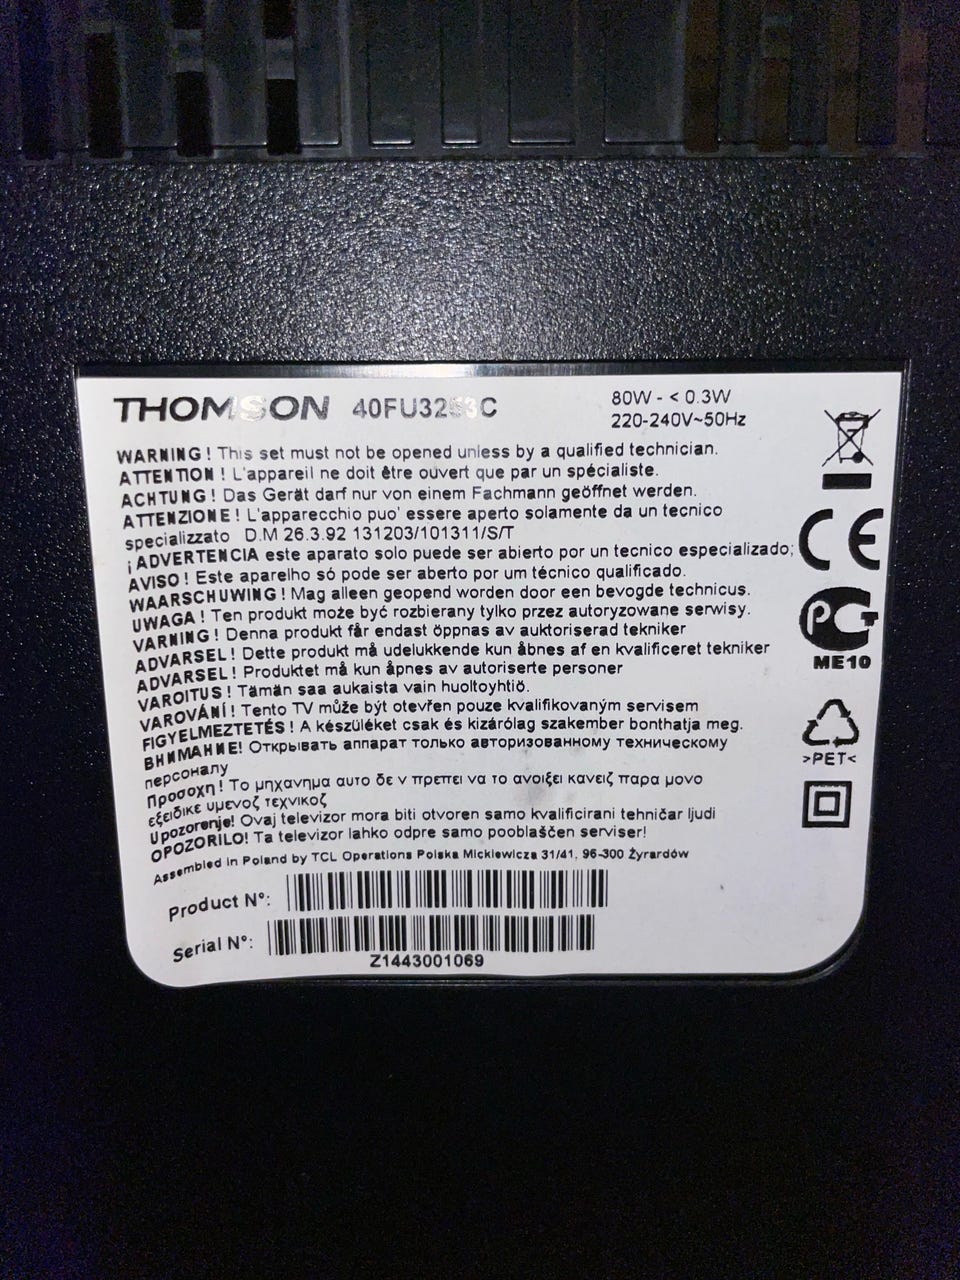 THOMSON 40FU3253C
80W - < 0.3W
220-240V~50Hz
WARNING ! This set must not be opened unless by a qualified technician.
ATTENTION ! L'appareil ne doit être ouvert que par un spécialiste.
ACHTUNG ! Das Gerät darf nur von einem Fachmann geöffnet werden.
ATTENZIONE ! L'apparecchio puo' essere aperto solamente da un tecnico
specializzato D.M 26.3.92 131203/101311/S/T
¡ADVERTENCIA este aparato solo puede ser abierto por un tecnico especializado;
AVISO ! Este aparelho só pode ser aberto por um técnico qualificado.
WAARSCHUWING ! Mag alleen geopend worden door een bevogde technicus.
UWAGA ! Ten produkt może być rozbierany tylko przez autoryzowane serwisy.
VARNING ! Denna produkt får endast öppnas av auktoriserad tekniker
ADVARSEL ! Dette produkt må udelukkende kun åbnes af en kvalificeret tekniker
ADVARSEL ! Produktet må kun åpnes av autoriserte personer
VAROITUS ! Tämän saa aukaista vain huoltoyhtiö.
VAROVÁNÍ ! Tento TV může být otevřen pouze kvalifikovaným servisem
FIGYELMEZTETÉS ! A készüléket csak és kizárólag szakember bonthatja meg.
ВНИМАНИЕ! Открывать аппарат только авторизованному техническому
персоналу
Προσοχη ! Το μηχανημα αυτο δε ν πρεπει να το ανοιξει κανεις παρα μονο
εξειδικε υμενος τεχνικος
Upozorenje! Ovaj televizor mora biti otvoren samo kvalificirani tehničar ljudi
OPOZORILO! Ta televizor lahko odpre samo pooblaščen serviser!
Assembled in Poland by TCL Operations Polska Mickiewicza 31/41, 96-300 Żyrardów
Product N°:
Serial N°:
Z1443001069
CE
PC
ME10
>PET<